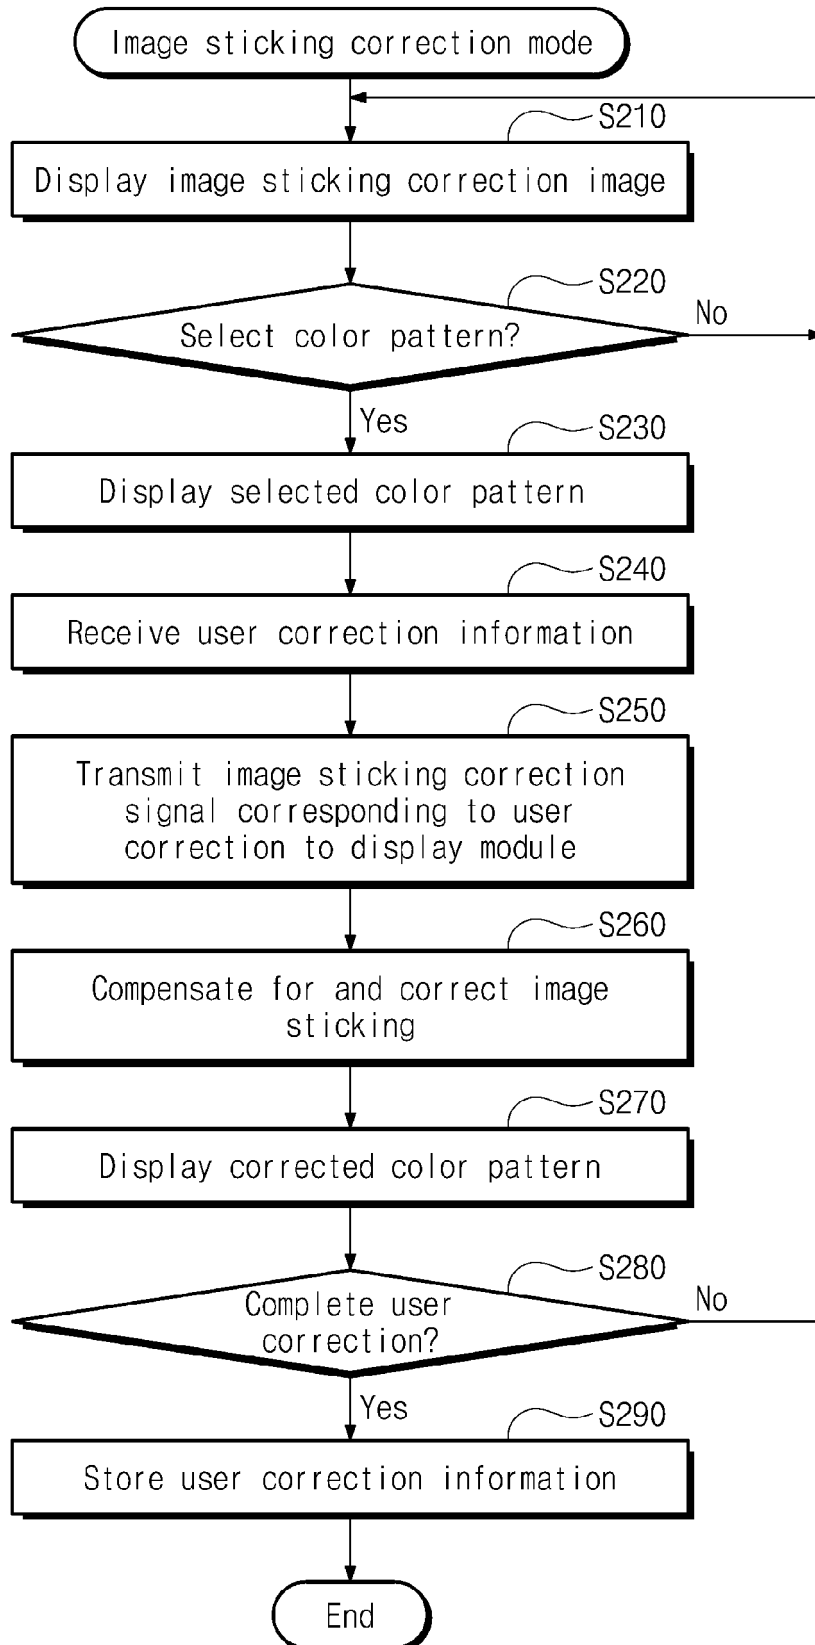 Image sticking correction mode
S210
Display image sticking correction image
S220
Select color pattern?
No
Yes
S230
Display selected color pattern
S240
Receive user correction information
S250
Transmit image sticking correction
signal corresponding to user
correction to display module
S260
Compensate for and correct image
sticking
S270
Display corrected color pattern
S280
Complete user
correction?
No
Yes
S290
Store user correction information
End